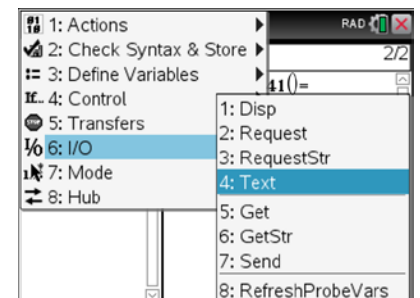 1: Actions
2: Check Syntax & Store
3: Define Variables
If.. 4: Control
STOP 5: Transfers
I/O 6: I/O
7: Mode
8: Hub
RAD
2/2
41()=
1: Disp
2: Request
3: RequestStr
4: Text
5: Get
6: GetStr
7: Send
8: RefreshProbeVars